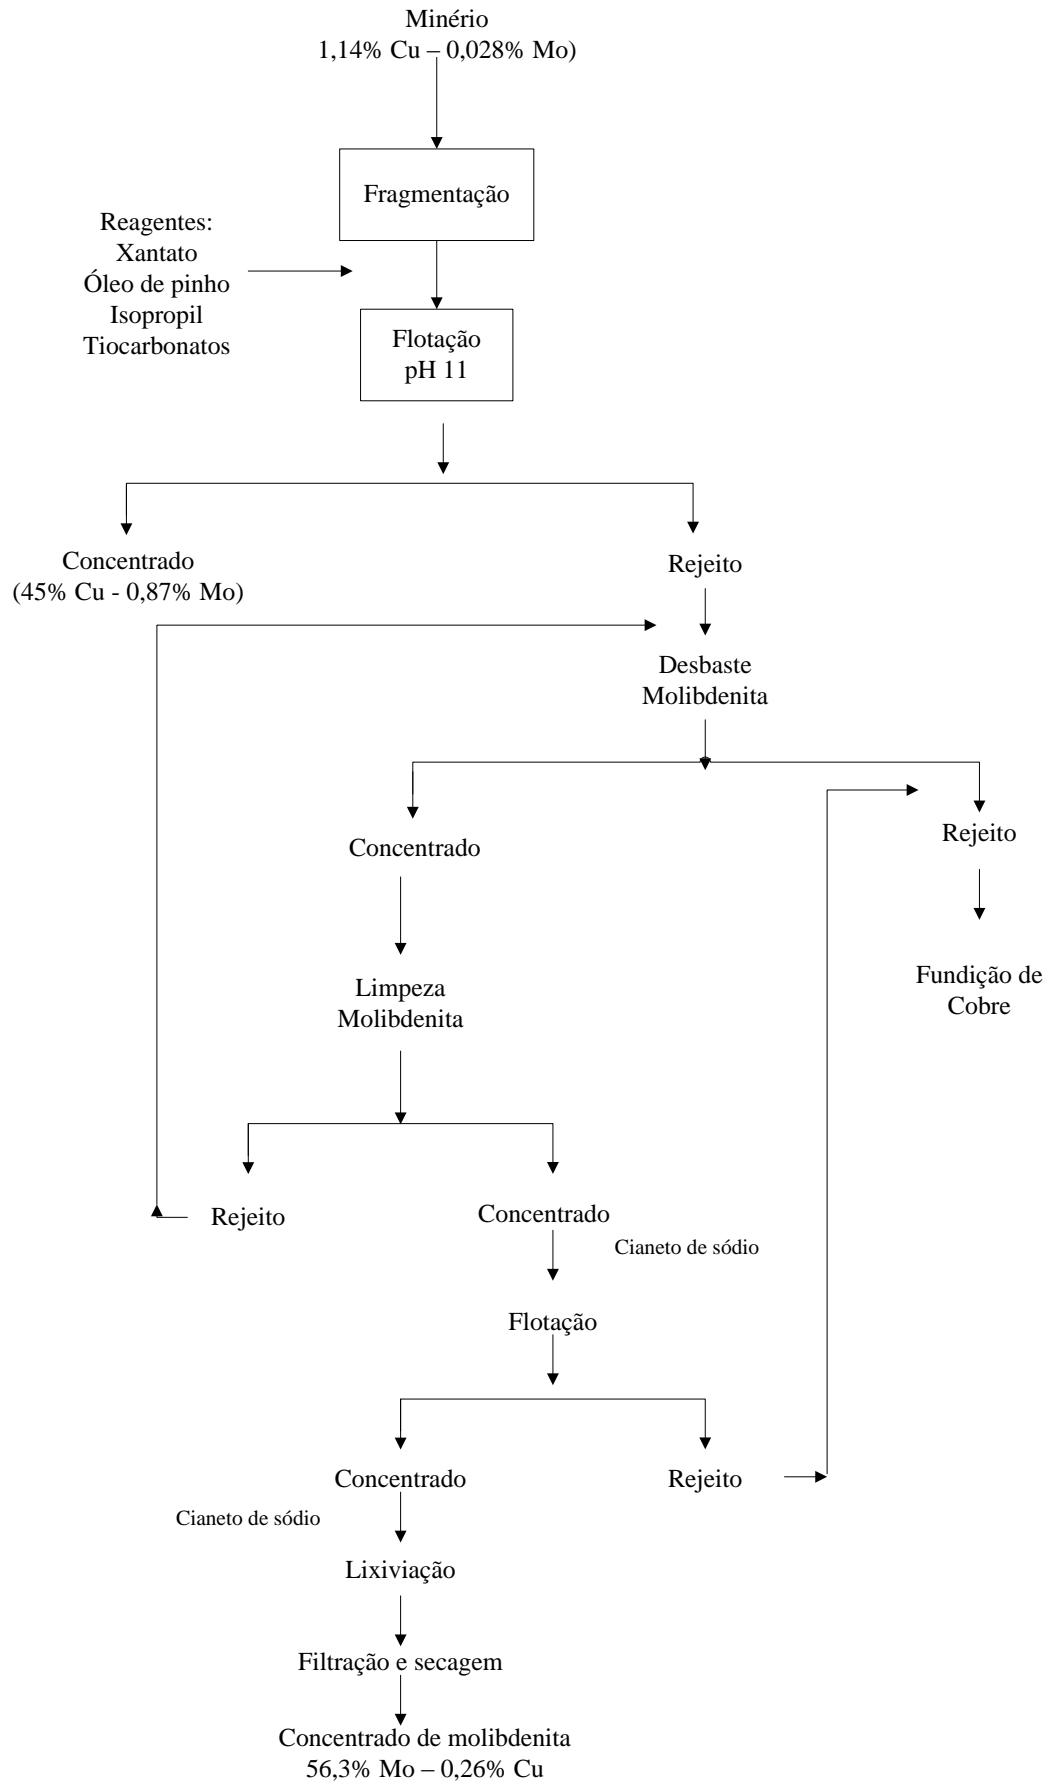 Minério
1,14% Cu – 0,028% Mo)
Fragmentação
Reagentes:
Xantato
Óleo de pinho
Isopropil
Tiocarbonatos
Flotação
pH 11
Concentrado
(45% Cu - 0,87% Mo)
Rejeito
Desbaste
Molibdenita
Concentrado
Rejeito
Limpeza
Molibdenita
Fundição de
Cobre
Rejeito
Concentrado
Cianeto de sódio
Flotação
Concentrado
Rejeito
Cianeto de sódio
Lixiviação
Filtração e secagem
Concentrado de molibdenita
56,3% Mo – 0,26% Cu